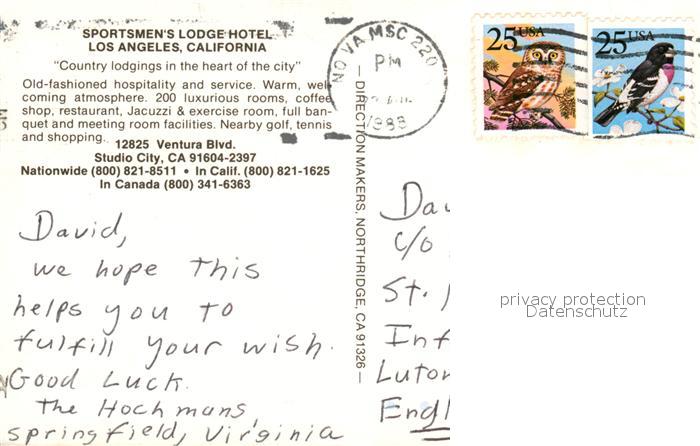 SPORTSMEN'S LODGE HOTEL
LOS ANGELES, CALIFORNIA
"Country lodgings in the heart of the city"
Old-fashioned hospitality and service. Warm, wel-
coming atmosphere. 200 luxurious rooms, coffee
shop, restaurant, Jacuzzi & exercise room, full ban-
quet and meeting room facilities. Nearby golf, tennis
and shopping.
12825 Ventura Blvd.
Studio City, CA 91604-2397
Nationwide (800) 821-8511 • In Calif. (800) 821-1625
In Canada (800) 341-6363
David,
we hope this
helps you to
fulfill your wish.
Good Luck.
The Hochmans,
Springfield, Virginia
— DIRECTION MAKERS, NORTHRIDGE, CA 91326 —
NO VA MSC 220
PM
1988
25 USA
25 USA
c/o
St.
Inf
Luton
Engl
privacy protection
Datenschutz